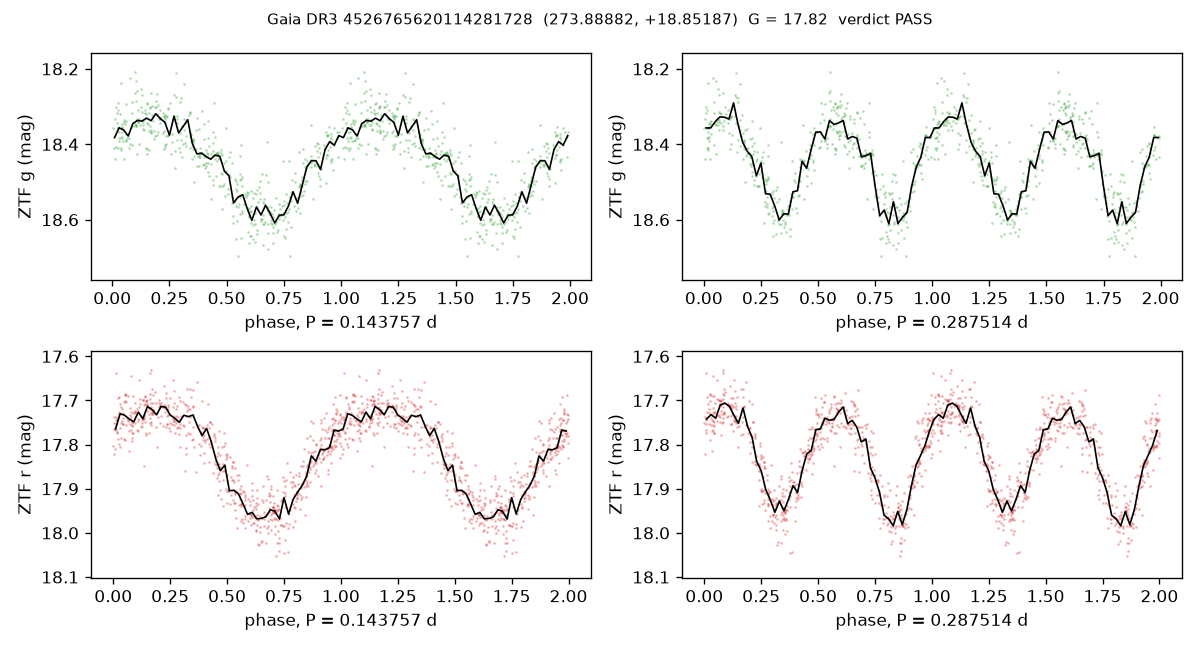 Gaia DR3 4526765620114281728 (273.88882, +18.85187) G = 17.82 verdict PASS
18.2
18.4
18.6
ZTF g (mag)
0.00 0.25 0.50 0.75 1.00 1.25 1.50 1.75 2.00
phase, P = 0.143757 d
18.2
18.4
18.6
ZTF g (mag)
0.00 0.25 0.50 0.75 1.00 1.25 1.50 1.75 2.00
phase, P = 0.287514 d
17.6
17.7
17.8
17.9
18.0
18.1
ZTF r (mag)
0.00 0.25 0.50 0.75 1.00 1.25 1.50 1.75 2.00
phase, P = 0.143757 d
17.6
17.7
17.8
17.9
18.0
18.1
ZTF r (mag)
0.00 0.25 0.50 0.75 1.00 1.25 1.50 1.75 2.00
phase, P = 0.287514 d